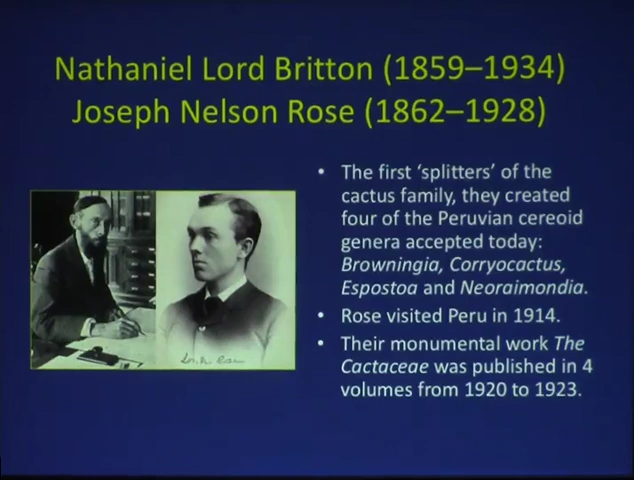 Nathaniel Lord Britton (1859–1934)
Joseph Nelson Rose (1862–1928)
• The first ‘splitters’ of the
cactus family, they created
four of the Peruvian cereoid
genera accepted today:
Browningia, Corryocactus,
Espostoa and Neoraimondia.
• Rose visited Peru in 1914.
• Their monumental work The
Cactaceae was published in 4
volumes from 1920 to 1923.